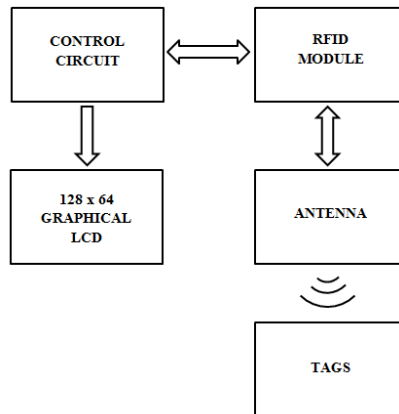 CONTROL
CIRCUIT
RFID
MODULE
128 x 64
GRAPHICAL
LCD
ANTENNA
TAGS